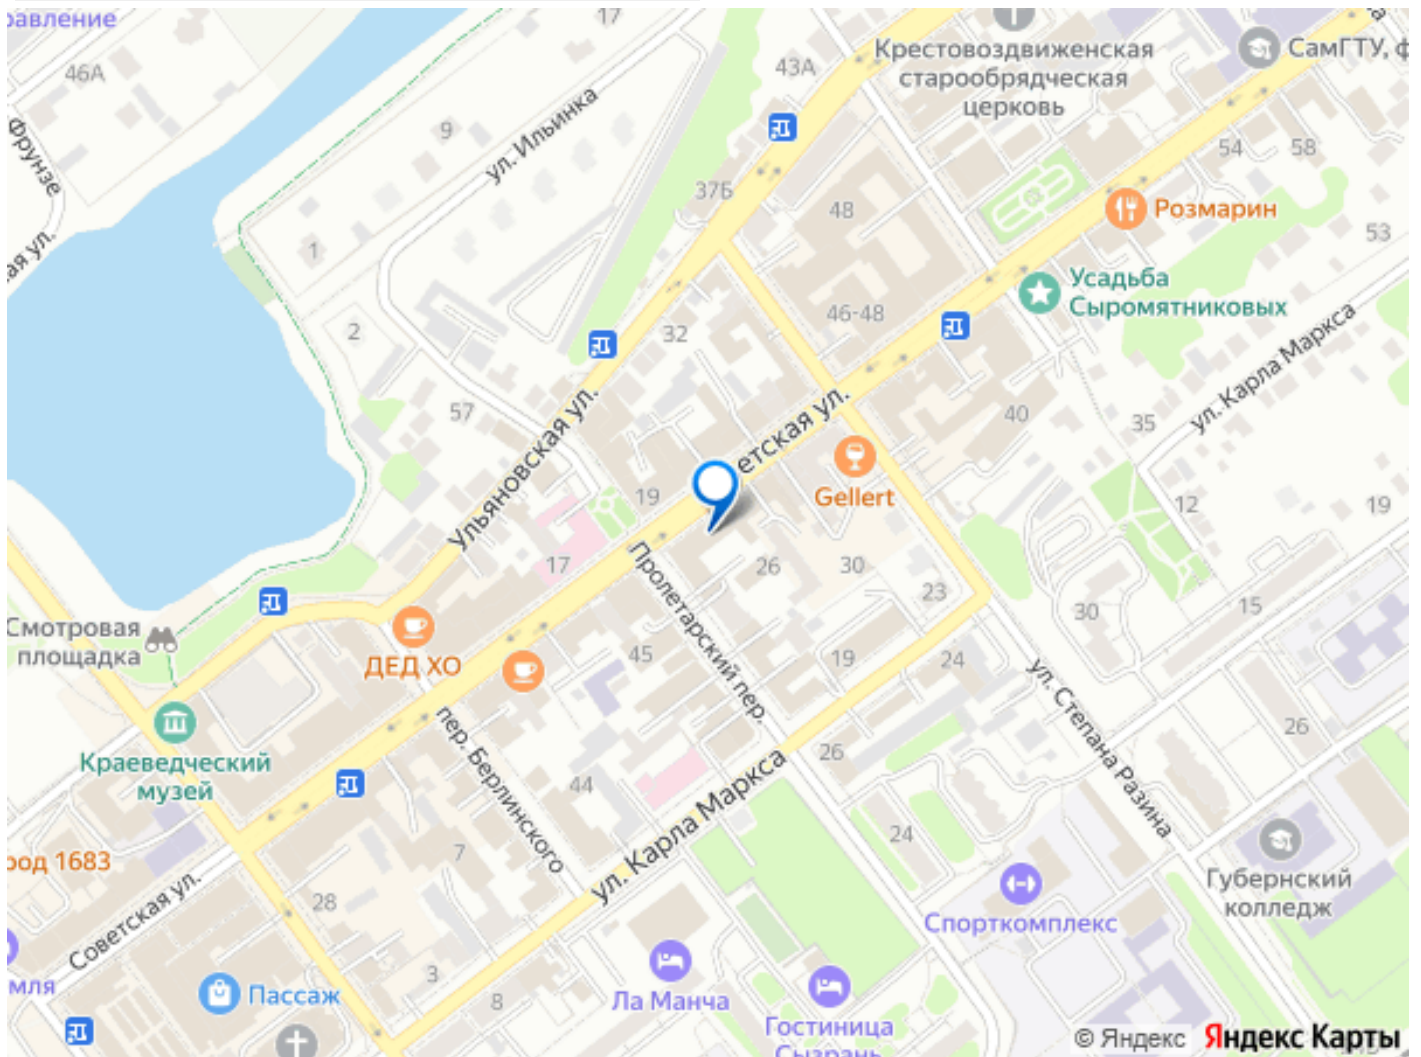 равление
46А
Фрунзе
ул. Ильинка
9
17
43А
Крестовоздвиженская
старообрядческая
церковь
СамГТУ, ф
37Б
48
54
58
Розмарин
53
Усадьба
Сыромятниковых
ул. Карла Маркса
1
ая ул.
2
32
46-48
57
Ульяновская ул.
етская ул.
40
35
Gellert
19
12
19
17
26
30
23
30
15
Смотровая
площадка
ДЕД ХО
Пролетарский пер.
45
19
24
ул. Степана Разина
26
Краеведческий
музей
пер. Берлинского
44
26
24
род 1683
7
ул. Карла Маркса
Губернский
колледж
Советская ул.
28
Спорткомплекс
мля
Пассаж
3
8
Ла Манча
Гостиница
Сызрань
© Яндекс Яндекс Карты